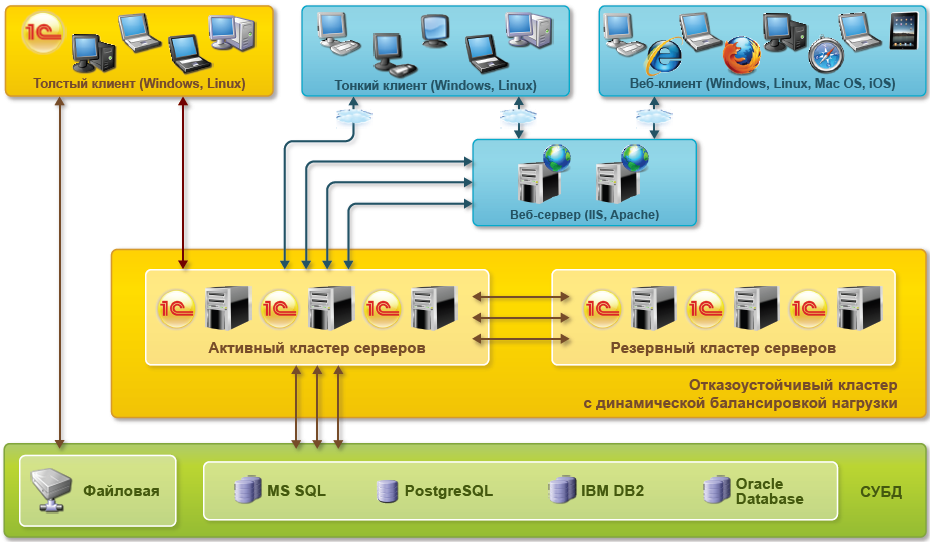 1С
Толстый клиент (Windows, Linux)
Тонкий клиент (Windows, Linux)
Веб-клиент (Windows, Linux, Mac OS, iOS)
Веб-сервер (IIS, Apache)
1С 1С 1С
Активный кластер серверов
1С 1С 1С
Резервный кластер серверов
Отказоустойчивый кластер
с динамической балансировкой нагрузки
Файловая
MS SQL
PostgreSQL
IBM DB2
Oracle
Database
СУБД